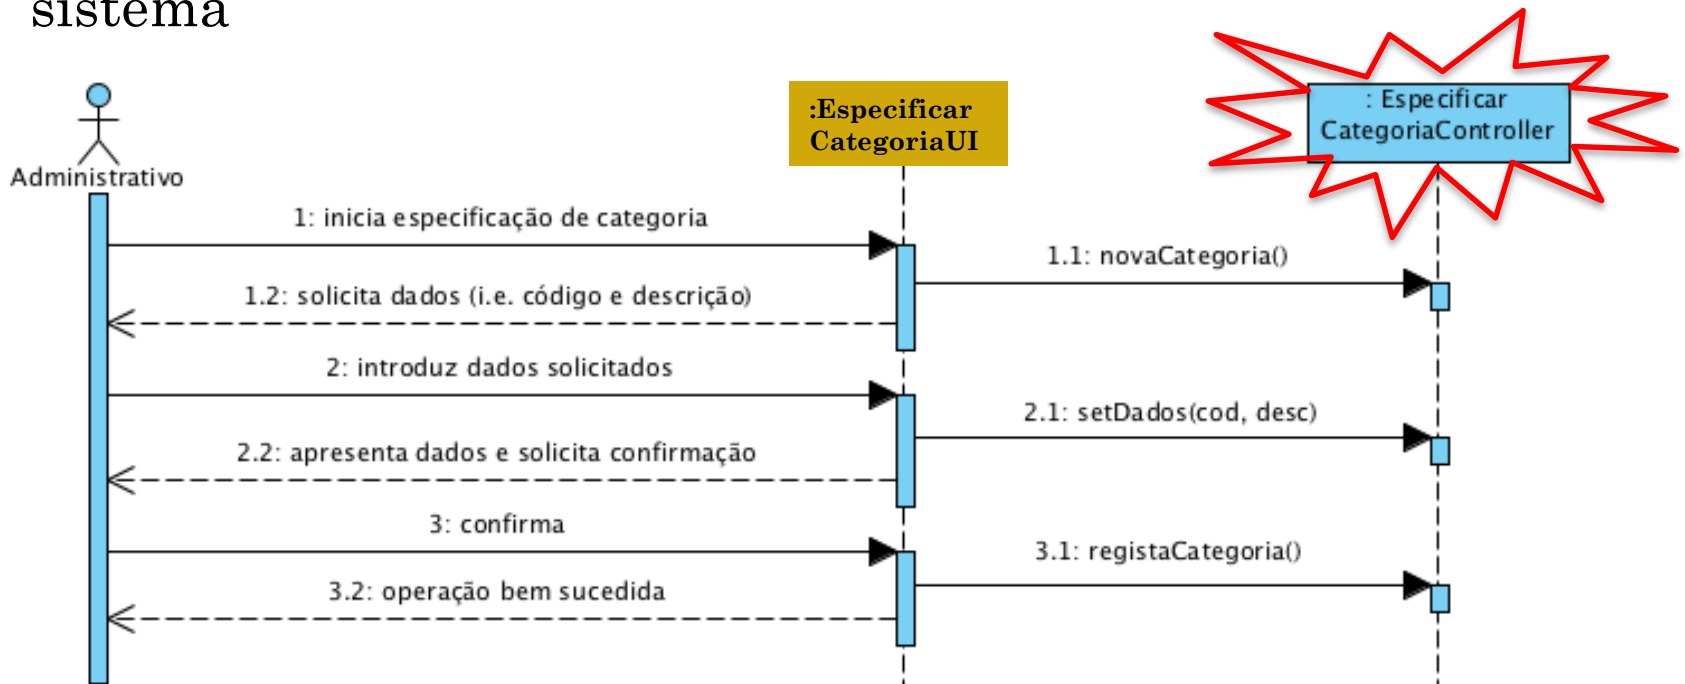 sistema
:Especificar
CategoriaUI
: Especificar
CategoriaController
Administrativo
1: inicia especificação de categoria
1.1: novaCategoria()
1.2: solicita dados (i.e. código e descrição)
2: introduz dados solicitados
2.1: setDados(cod, desc)
2.2: apresenta dados e solicita confirmação
3: confirma
3.1: registaCategoria()
3.2: operação bem sucedida